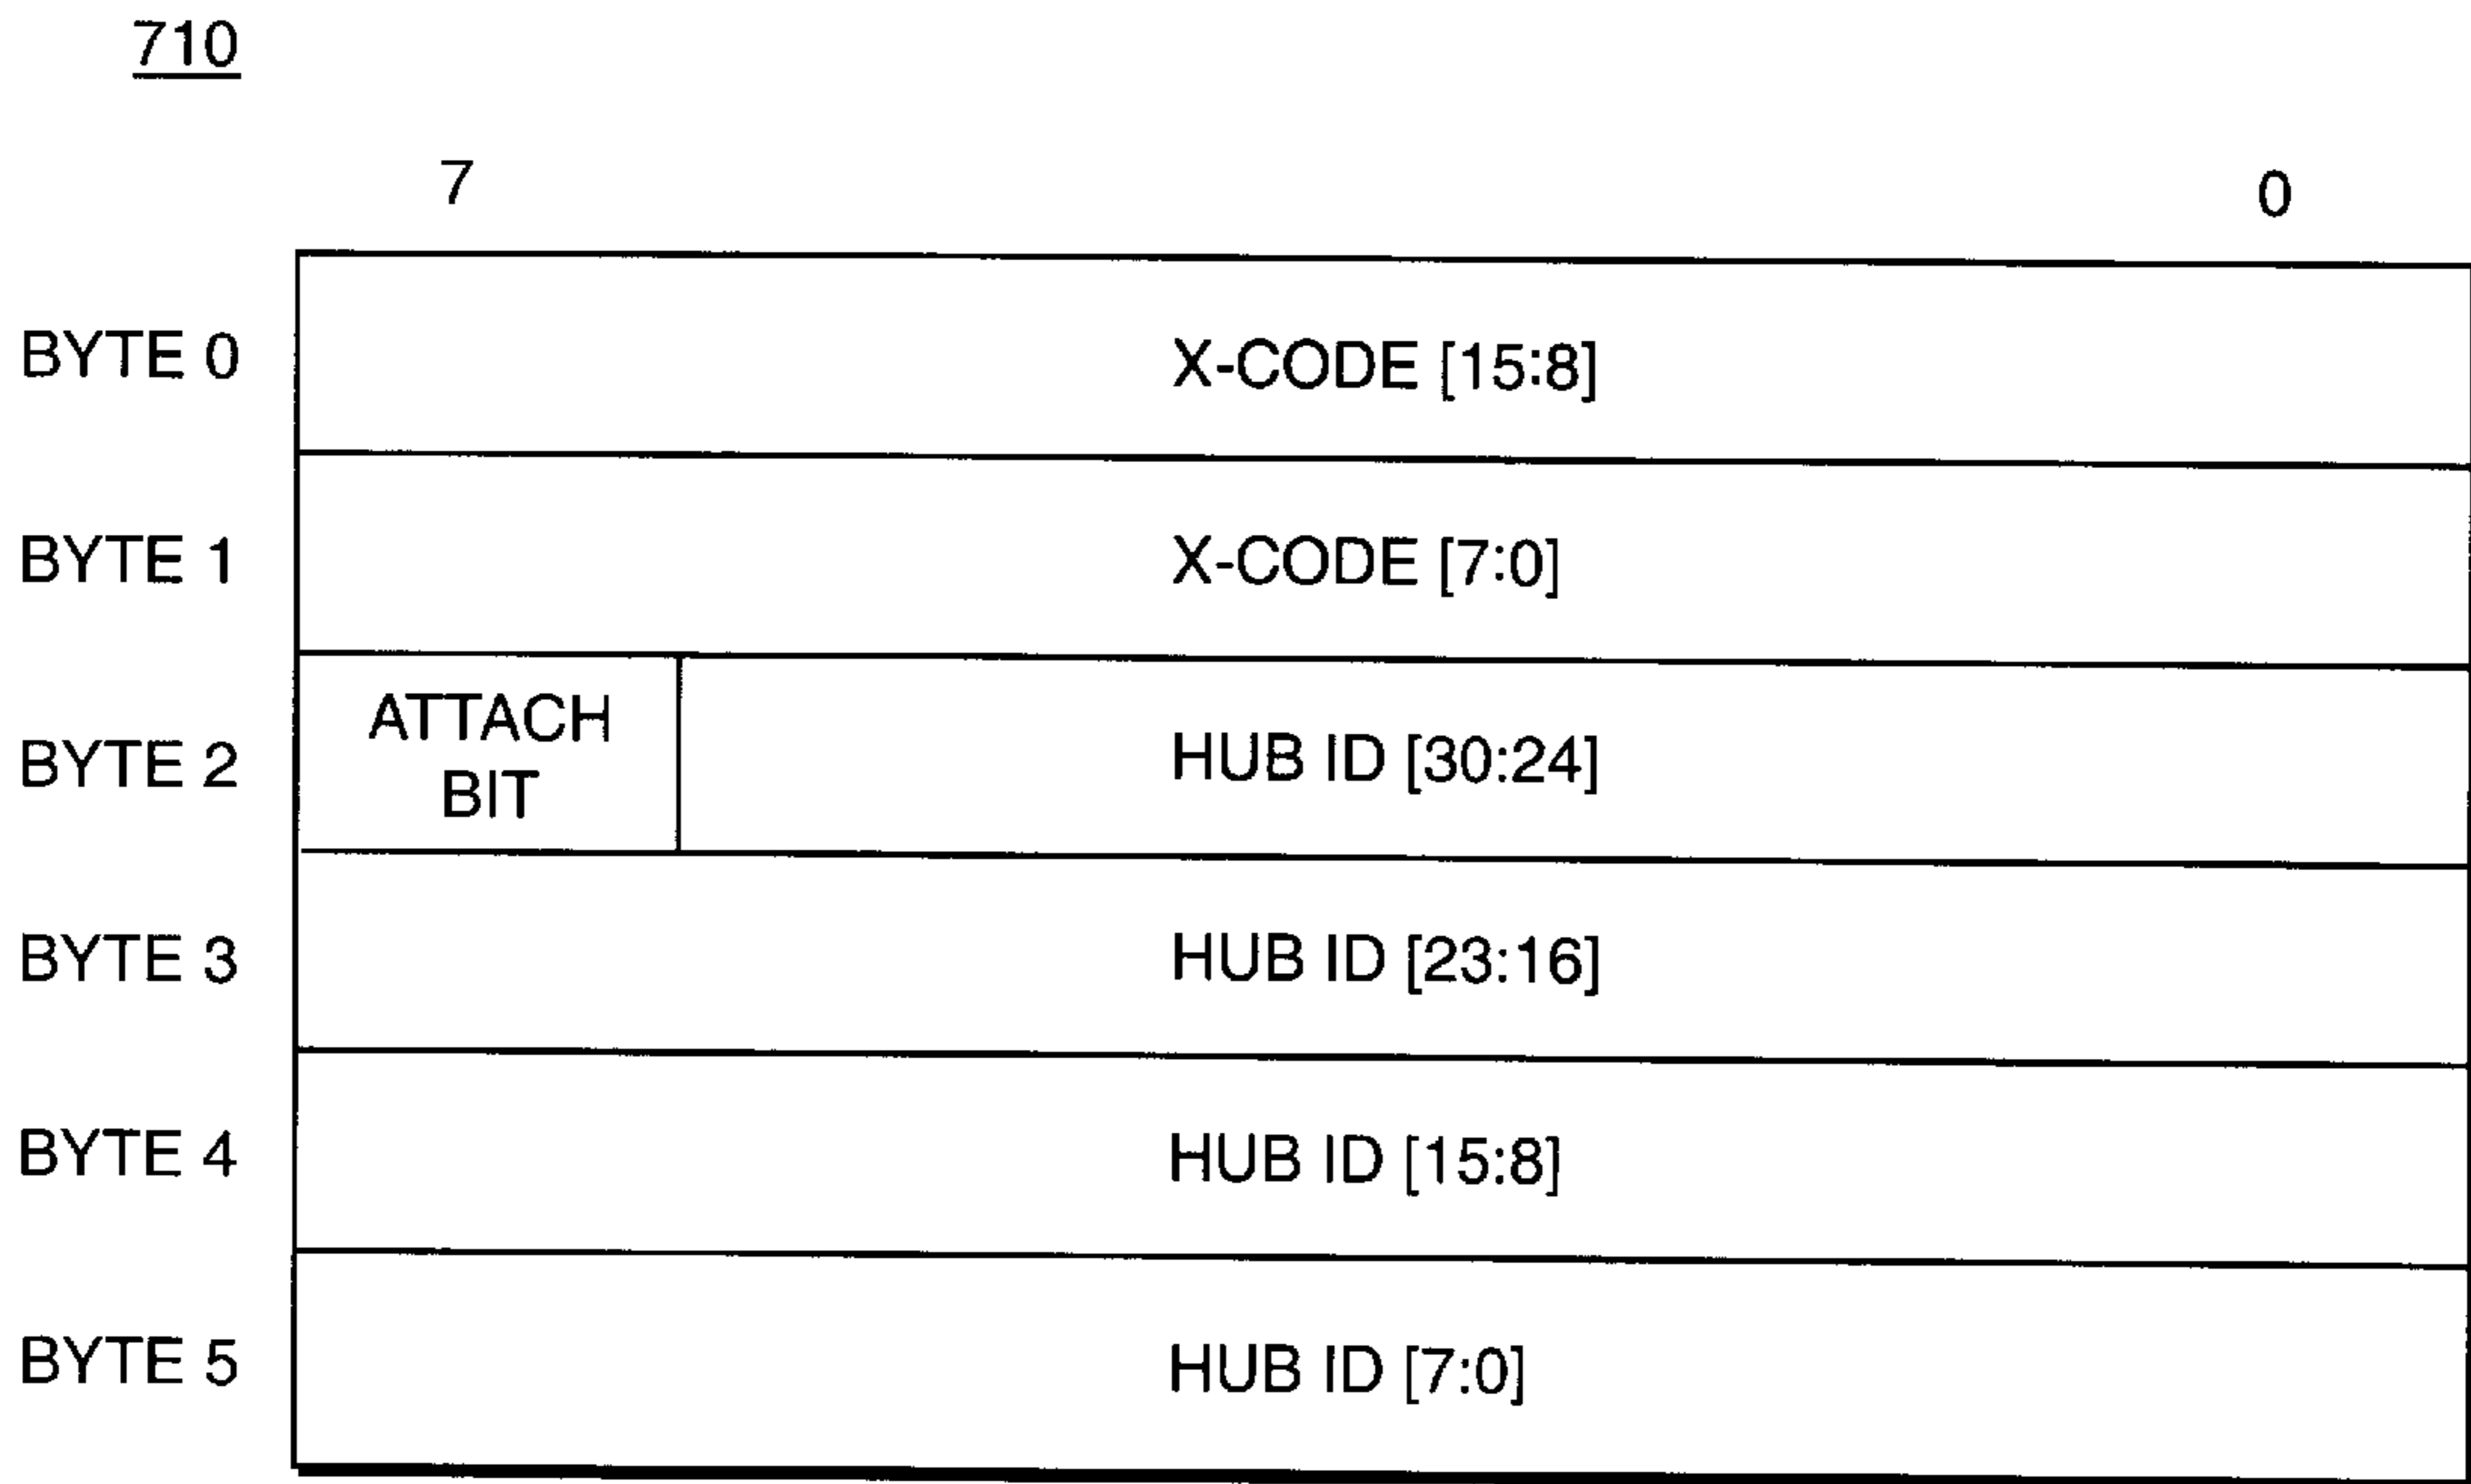 710
7 0
BYTE 0 X-CODE [15:8]
BYTE 1 X-CODE [7:0]
BYTE 2 ATTACH BIT HUB ID [30:24]
BYTE 3 HUB ID [23:16]
BYTE 4 HUB ID [15:8]
BYTE 5 HUB ID [7:0]